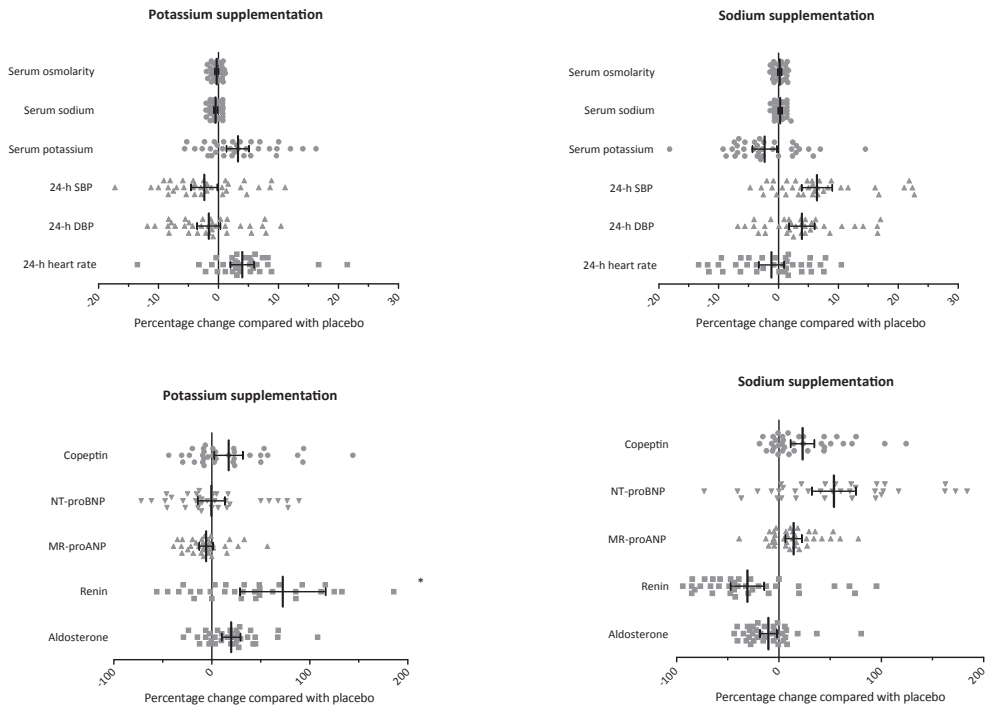 Potassium supplementation
Serum osmolarity
Serum sodium
Serum potassium
24-h SBP
24-h DBP
24-h heart rate
-20 -10 0 10 20 30
Percentage change compared with placebo
Sodium supplementation
Serum osmolarity
Serum sodium
Serum potassium
24-h SBP
24-h DBP
24-h heart rate
-20 -10 0 10 20 30
Percentage change compared with placebo
Potassium supplementation
Copeptin
NT-proBNP
MR-proANP
Renin *
Aldosterone
-100 0 100 200
Percentage change compared with placebo
Sodium supplementation
Copeptin
NT-proBNP
MR-proANP
Renin
Aldosterone
-100 0 100 200
Percentage change compared with placebo